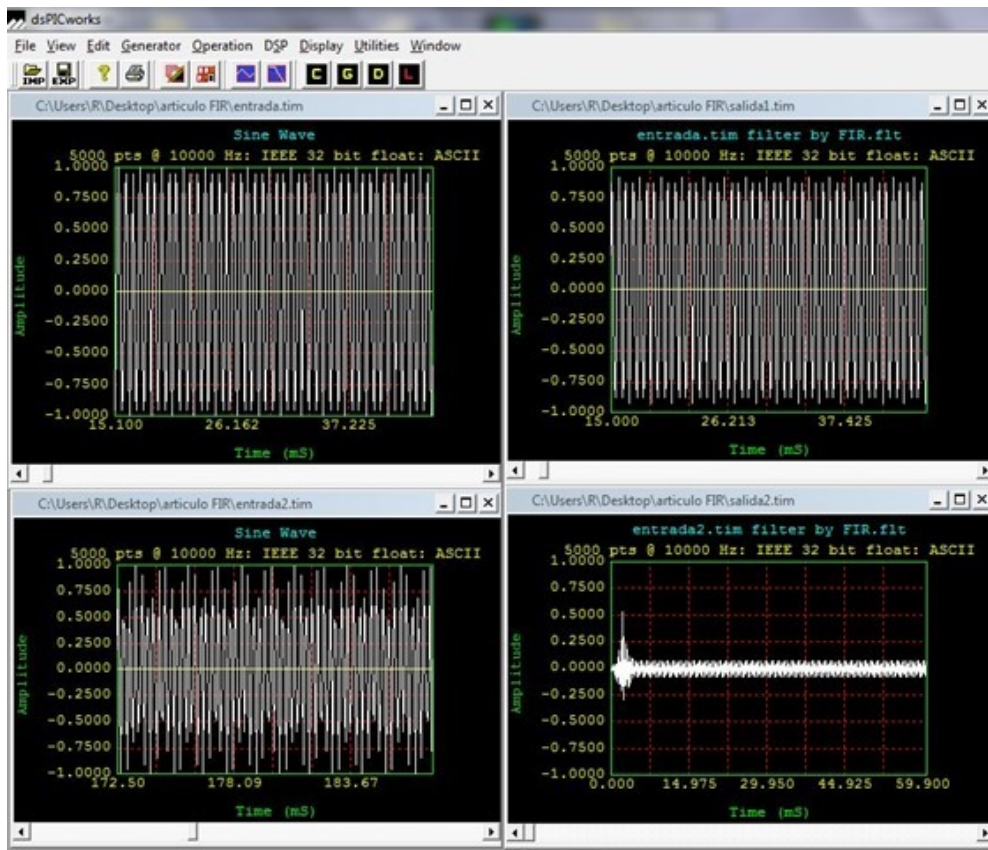 dsPICworks
File View Edit Generator Operation DSP Display Utilities Window
IMP EXP ? C G D L
C:\Users\R\Desktop\articulo FIR\entrada.tim
Sine Wave
5000 pts @ 10000 Hz: IEEE 32 bit float: ASCII
1.0000
0.7500
0.5000
0.2500
0.0000
-0.2500
-0.5000
-0.7500
-1.0000
Amplitude
15.100 26.162 37.225
Time (mS)
C:\Users\R\Desktop\articulo FIR\salida1.tim
entrada.tim filter by FIR.flt
5000 pts @ 10000 Hz: IEEE 32 bit float: ASCII
1.0000
0.7500
0.5000
0.2500
0.0000
-0.2500
-0.5000
-0.7500
-1.0000
Amplitude
15.000 26.213 37.425
Time (mS)
C:\Users\R\Desktop\articulo FIR\entrada2.tim
Sine Wave
5000 pts @ 10000 Hz: IEEE 32 bit float: ASCII
1.0000
0.7500
0.5000
0.2500
0.0000
-0.2500
-0.5000
-0.7500
-1.0000
Amplitude
172.50 178.09 183.67
Time (mS)
C:\Users\R\Desktop\articulo FIR\salida2.tim
entrada2.tim filter by FIR.flt
5000 pts @ 10000 Hz: IEEE 32 bit float: ASCII
1.0000
0.7500
0.5000
0.2500
0.0000
-0.2500
-0.5000
-0.7500
-1.0000
Amplitude
0.000 14.975 29.950 44.925 59.900
Time (mS)